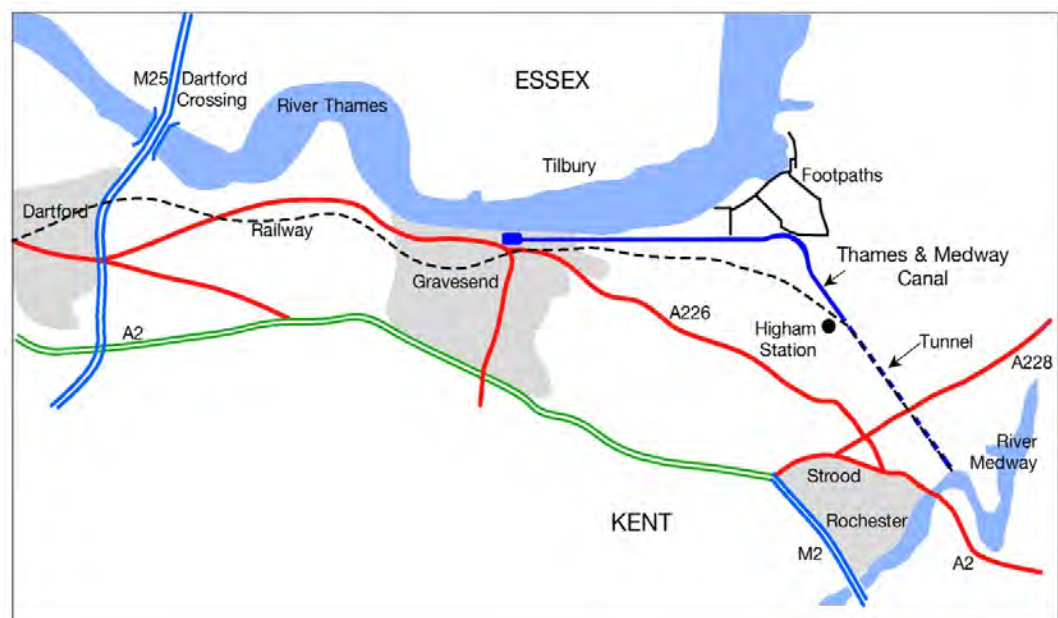 ESSEX
M25 Dartford
Crossing
River Thames
Tilbury
Footpaths
Dartford
Railway
Gravesend
Thames & Medway
Canal
A226
Higham
Station
Tunnel
A2
A228
River
Medway
Strood
KENT
Rochester
M2
A2